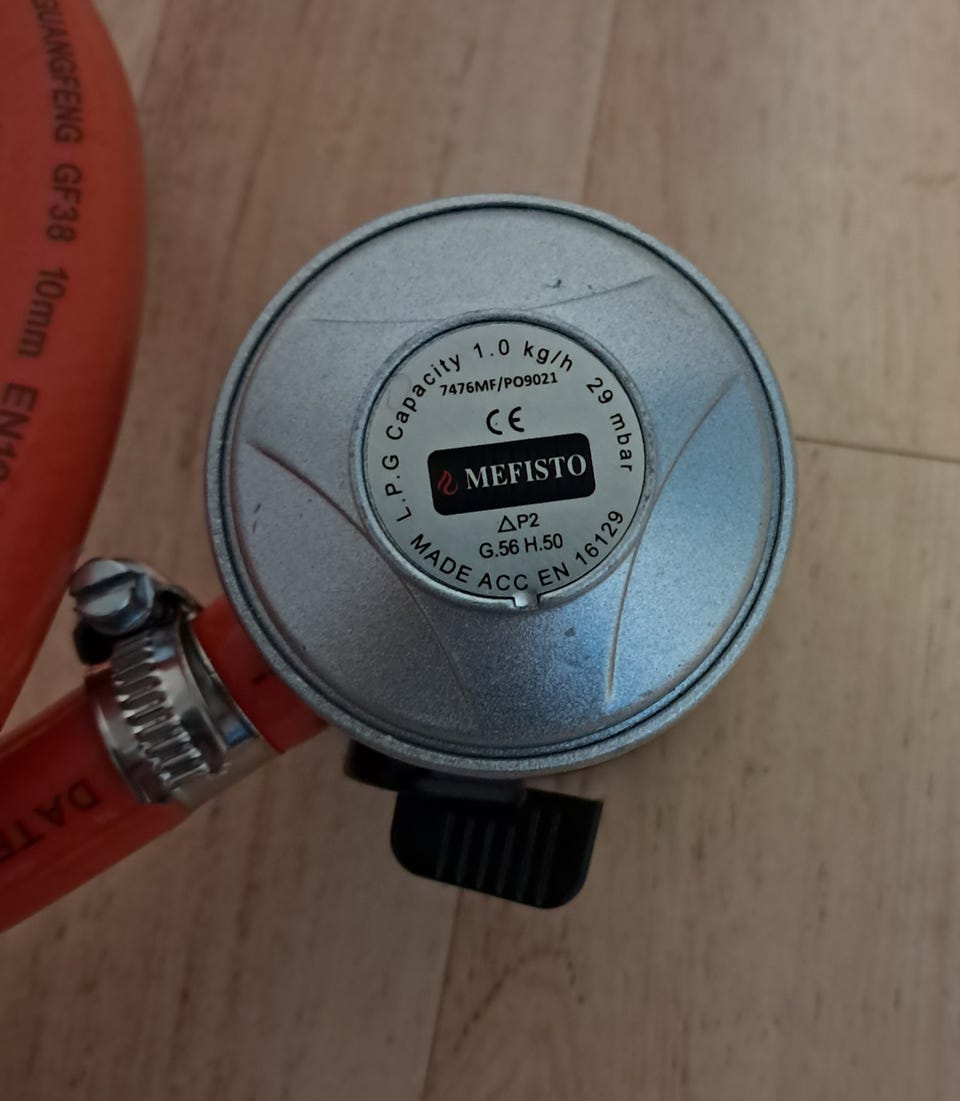 GUANGFENG GF38 10mm
L.P.G Capacity 1.0 kg/h 29 mbar
7476MF/PO9021
CE
MEFISTO
△P2
G.56 H.50
MADE ACC EN 16129